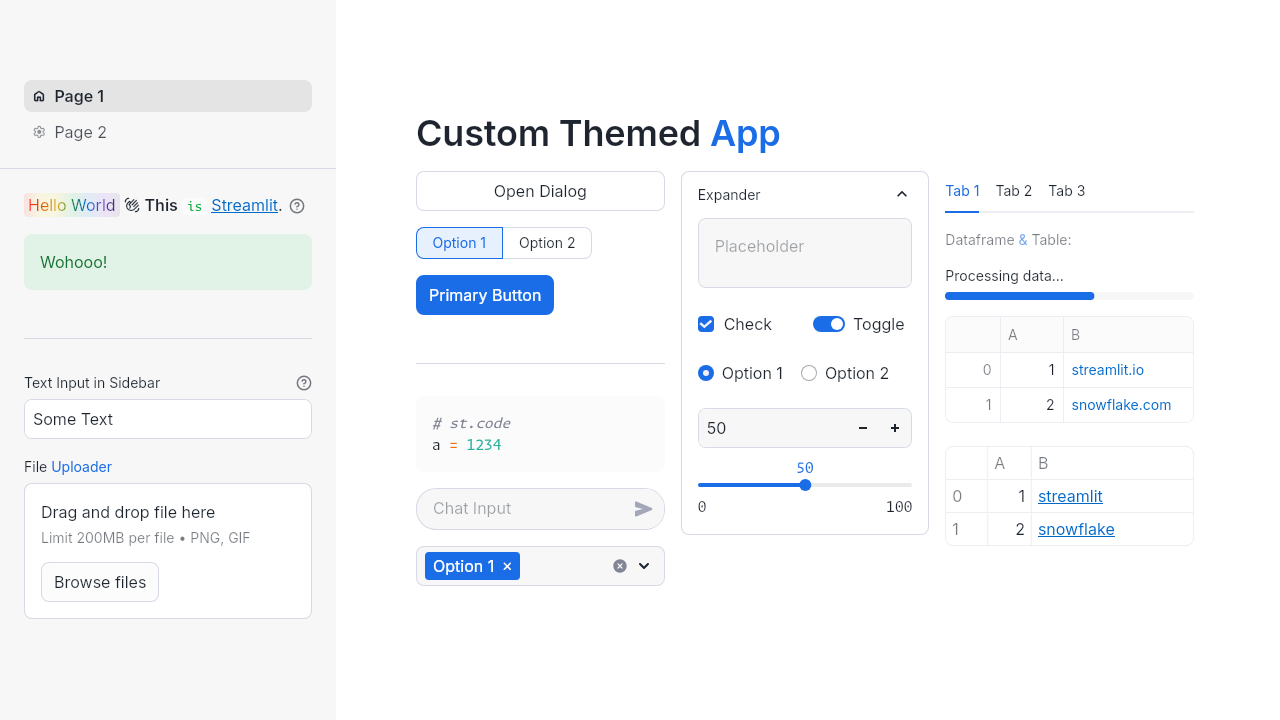 Page 1
Page 2
Hello World 👋 This is Streamlit.
Wohooo!
Text Input in Sidebar
Some Text
File Uploader
Drag and drop file here
Limit 200MB per file • PNG, GIF
Browse files
Custom Themed App
Open Dialog
Option 1 Option 2
Primary Button
# st.code
a = 1234
Chat Input
Option 1
Expander
Placeholder
Check Toggle
Option 1 Option 2
50
50
0 100
Tab 1 Tab 2 Tab 3
Dataframe & Table:
Processing data...
A B
0 1 streamlit.io
1 2 snowflake.com
A B
0 1 streamlit
1 2 snowflake